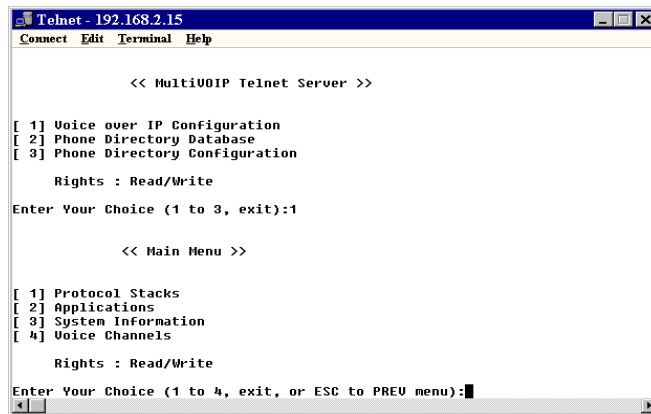 Telnet - 192.168.2.15
Connect Edit Terminal Help
<< MultiVOIP Telnet Server >>
[ 1] Voice over IP Configuration
[ 2] Phone Directory Database
[ 3] Phone Directory Configuration
Rights : Read/Write
Enter Your Choice (1 to 3, exit):1
<< Main Menu >>
[ 1] Protocol Stacks
[ 2] Applications
[ 3] System Information
[ 4] Voice Channels
Rights : Read/Write
Enter Your Choice (1 to 4, exit, or ESC to PREV menu):